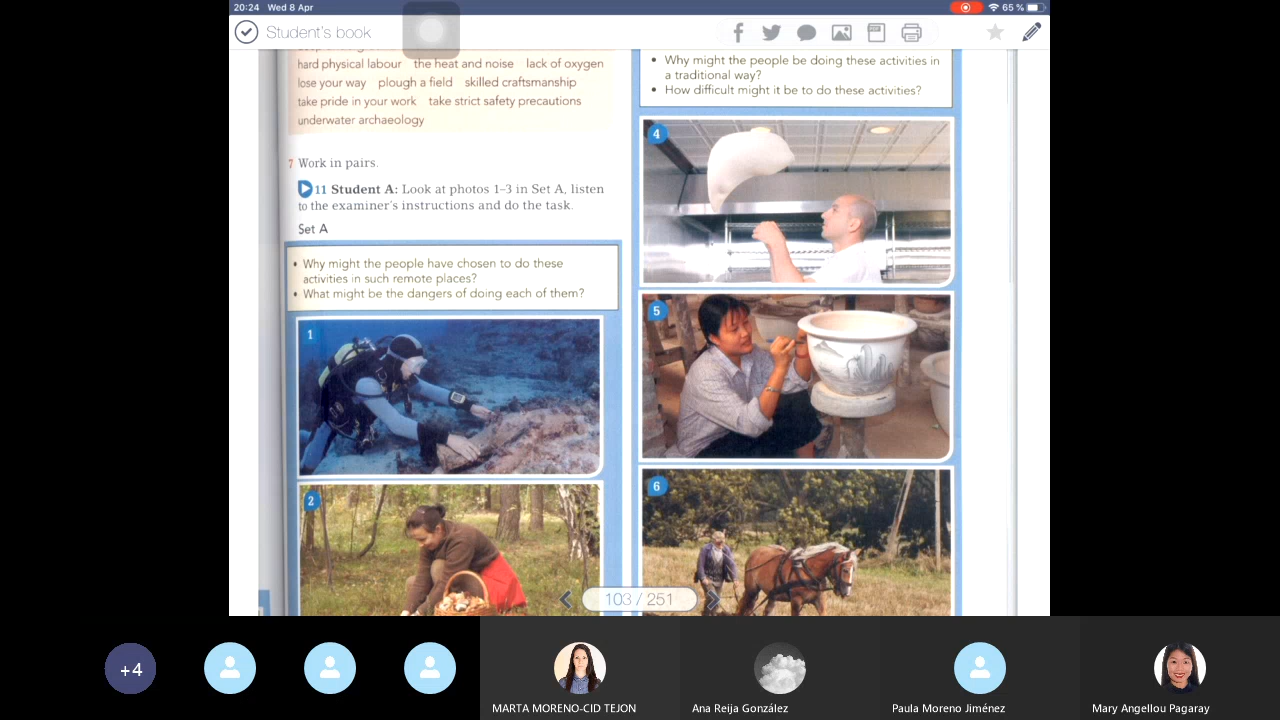 20:24 Wed 8 Apr
65 %
Student's book
hard physical labour the heat and noise lack of oxygen
lose your way plough a field skilled craftsmanship
take pride in your work take strict safety precautions
underwater archaeology
7 Work in pairs.
11 Student A: Look at photos 1–3 in Set A, listen
to the examiner's instructions and do the task.
Set A
• Why might the people have chosen to do these
activities in such remote places?
• What might be the dangers of doing each of them?
1
2
• Why might the people be doing these activities in
a traditional way?
• How difficult might it be to do these activities?
4
5
6
103 / 251
+4
MARTA MORENO-CID TEJON
Ana Reija González
Paula Moreno Jiménez
Mary Angellou Pagaray